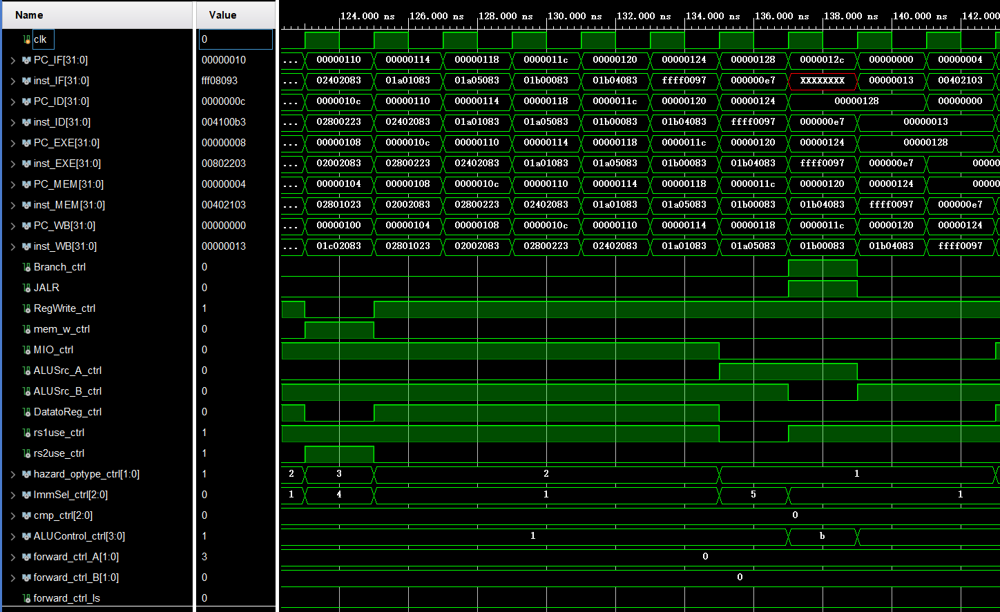 Name Value 124.000 ns 126.000 ns 128.000 ns 130.000 ns 132.000 ns 134.000 ns 136.000 ns 138.000 ns 140.000 ns 142.000
clk 0
PC_IF[31:0] 00000010 ... 00000110 00000114 00000118 0000011c 00000120 00000124 00000128 0000012c 00000000 00000004
inst_IF[31:0] fff08093 ... 02402083 01a01083 01a05083 01b00083 01b04083 ffff0097 000000e7 XXXXXXXX 00000013 00402103
PC_ID[31:0] 0000000c ... 0000010c 00000110 00000114 00000118 0000011c 00000120 00000124 00000128 00000000
inst_ID[31:0] 004100b3 ... 02800223 02402083 01a01083 01a05083 01b00083 01b04083 ffff0097 000000e7 00000013
PC_EXE[31:0] 00000008 ... 00000108 0000010c 00000110 00000114 00000118 0000011c 00000120 00000124 00000128
inst_EXE[31:0] 00802203 ... 02002083 02800223 02402083 01a01083 01a05083 01b00083 01b04083 ffff0097 000000e7 00000
PC_MEM[31:0] 00000004 ... 00000104 00000108 0000010c 00000110 00000114 00000118 0000011c 00000120 00000124 00000
inst_MEM[31:0] 00402103 ... 02801023 02002083 02800223 02402083 01a01083 01a05083 01b00083 01b04083 ffff0097 000000e7
PC_WB[31:0] 00000000 ... 00000100 00000104 00000108 0000010c 00000110 00000114 00000118 0000011c 00000120 00000124
inst_WB[31:0] 00000013 ... 01c02083 02801023 02002083 02800223 02402083 01a01083 01a05083 01b00083 01b04083 ffff0097
Branch_ctrl 0
JALR 0
RegWrite_ctrl 1
mem_w_ctrl 0
MIO_ctrl 0
ALUSrc_A_ctrl 0
ALUSrc_B_ctrl 0
DatatoReg_ctrl 0
rs1use_ctrl 1
rs2use_ctrl 1
hazard_optype_ctrl[1:0] 1 2 3 2 1
ImmSel_ctrl[2:0] 0 1 4 1 5 1
cmp_ctrl[2:0] 0 0
ALUControl_ctrl[3:0] 1 1 b
forward_ctrl_A[1:0] 3 0
forward_ctrl_B[1:0] 0 0
forward_ctrl_ls 0